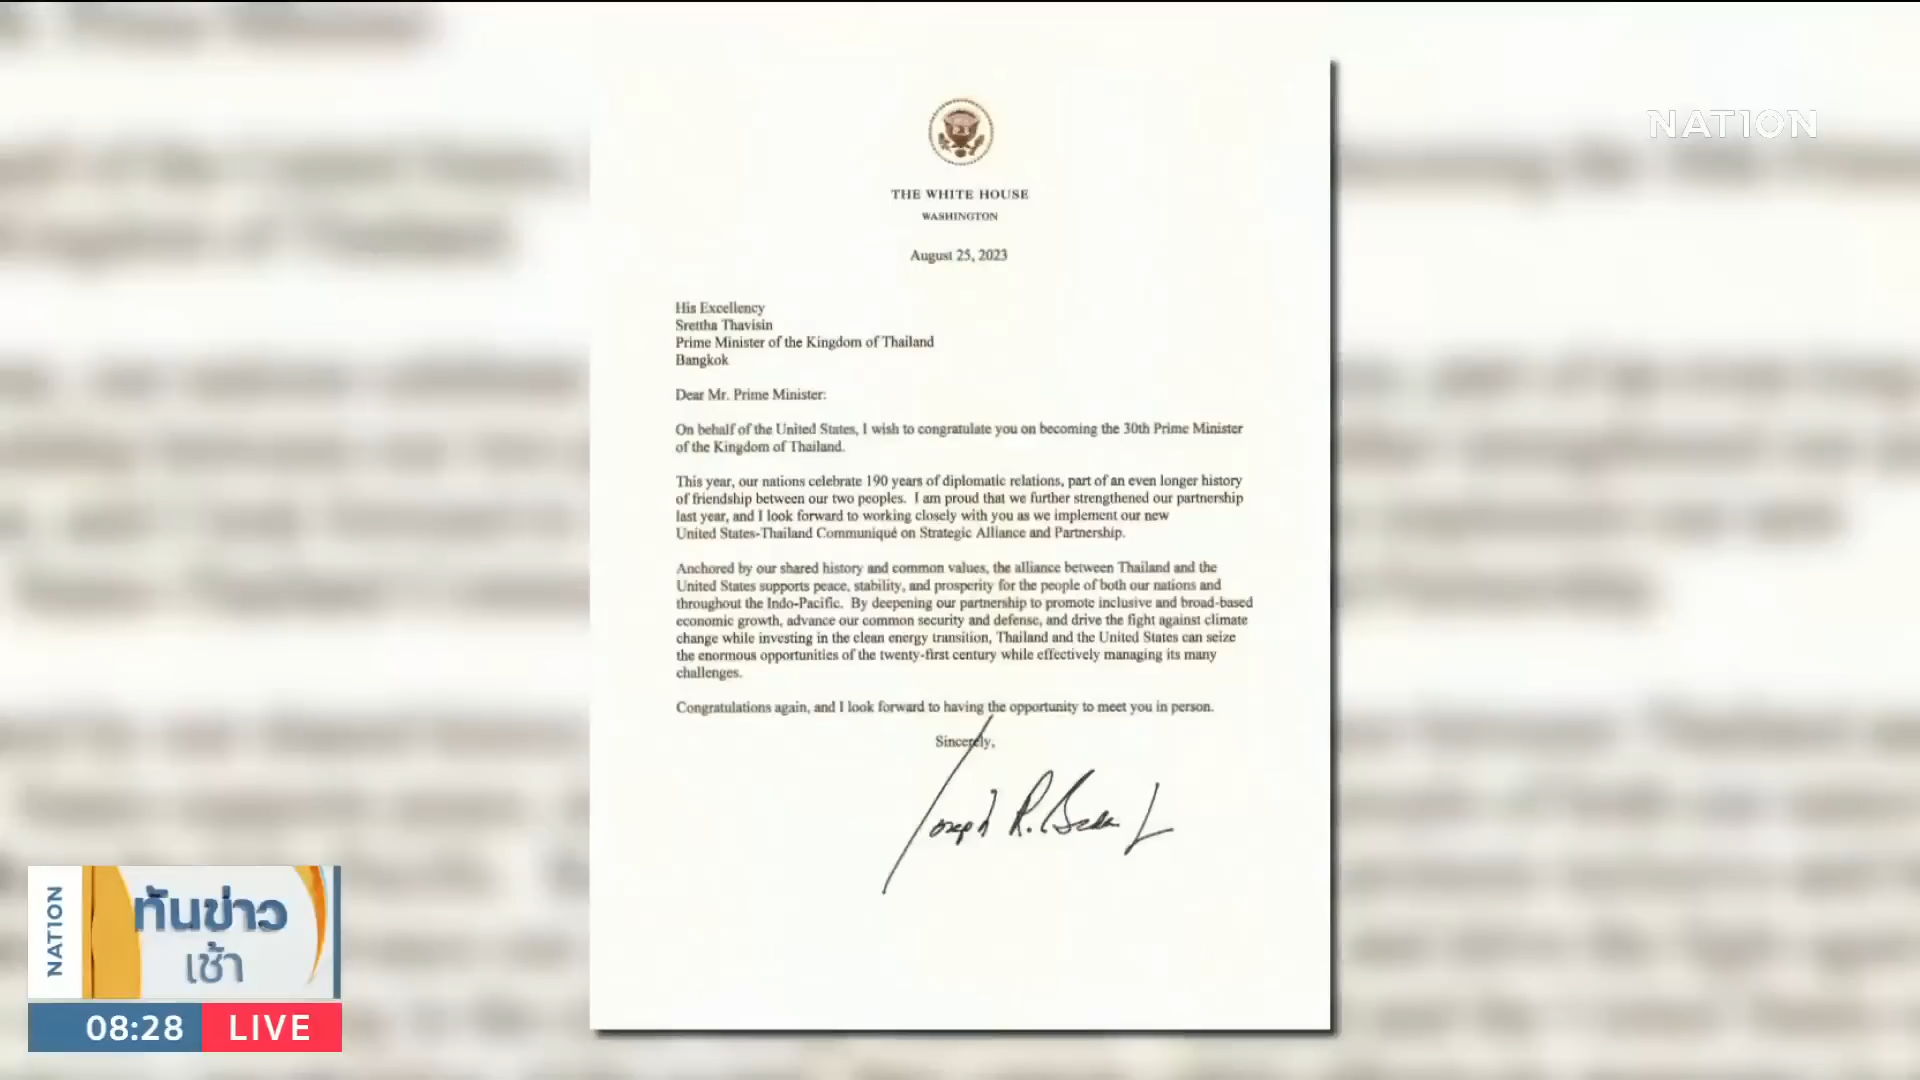 NATION
THE WHITE HOUSE
WASHINGTON
August 25, 2023
His Excellency
Srettha Thavisin
Prime Minister of the Kingdom of Thailand
Bangkok
Dear Mr. Prime Minister:
On behalf of the United States, I wish to congratulate you on becoming the 30th Prime Minister
of the Kingdom of Thailand.
This year, our nations celebrate 190 years of diplomatic relations, part of an even longer history
of friendship between our two peoples.  I am proud that we further strengthened our partnership
last year, and I look forward to working closely with you as we implement our new
United States-Thailand Communiqué on Strategic Alliance and Partnership.
Anchored by our shared history and common values, the alliance between Thailand and the
United States supports peace, stability, and prosperity for the people of both our nations and
throughout the Indo-Pacific.  By deepening our partnership to promote inclusive and broad-based
economic growth, advance our common security and defense, and drive the fight against climate
change while investing in the clean energy transition, Thailand and the United States can seize
the enormous opportunities of the twenty-first century while effectively managing its many
challenges.
Congratulations again, and I look forward to having the opportunity to meet you in person.
Sincerely,
NATION
ทันข่าว
เช้า
08:28 LIVE